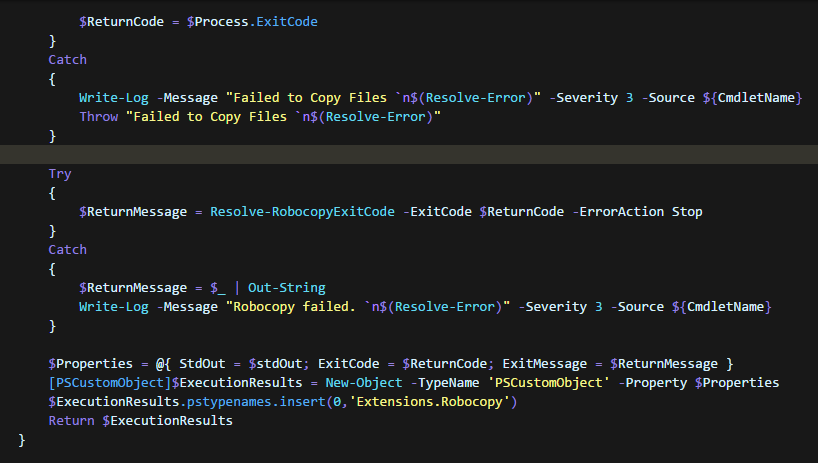 $ReturnCode = $Process.ExitCode
}
Catch
{
Write-Log -Message "Failed to Copy Files `n$(Resolve-Error)" -Severity 3 -Source ${CmdletName}
Throw "Failed to Copy Files `n$(Resolve-Error)"
}
Try
{
$ReturnMessage = Resolve-RobocopyExitCode -ExitCode $ReturnCode -ErrorAction Stop
}
Catch
{
$ReturnMessage = $_ | Out-String
Write-Log -Message "Robocopy failed. `n$(Resolve-Error)" -Severity 3 -Source ${CmdletName}
}
$Properties = @{ StdOut = $stdOut; ExitCode = $ReturnCode; ExitMessage = $ReturnMessage }
[PSCustomObject]$ExecutionResults = New-Object -TypeName 'PSCustomObject' -Property $Properties
$ExecutionResults.pstypenames.insert(0,'Extensions.Robocopy')
Return $ExecutionResults
}